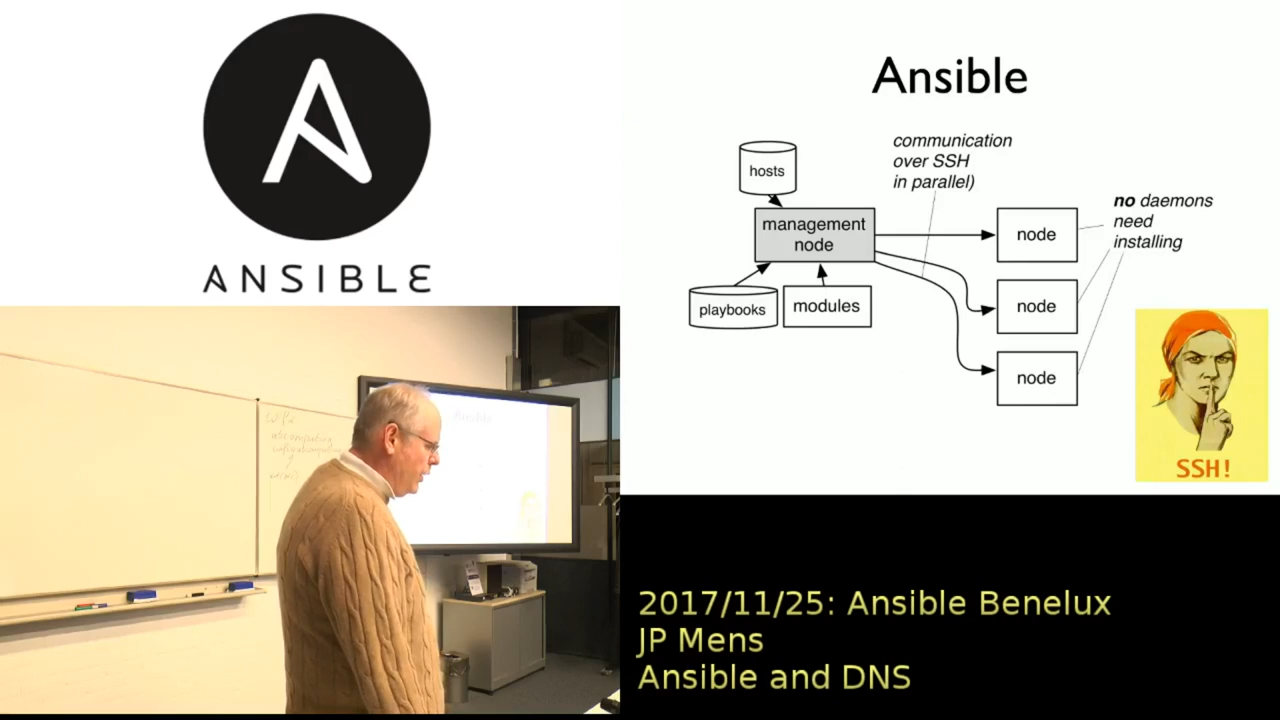 ANSIBLE
Ansible
hosts
communication
over SSH
in parallel)
management
node
node
no daemons
need
installing
playbooks
modules
node
node
SSH!
Ansible
2017/11/25: Ansible Benelux
JP Mens
Ansible and DNS